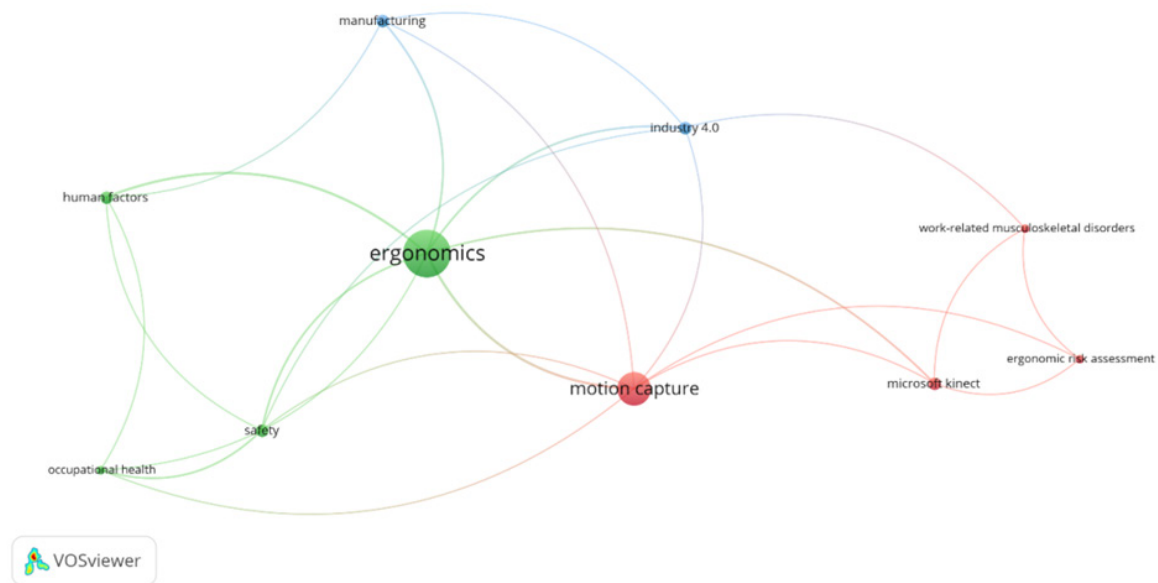 manufacturing
industry 4.0
human factors
work-related musculoskeletal disorders
ergonomics
ergonomic risk assessment
microsoft kinect
motion capture
safety
occupational health
VOSviewer